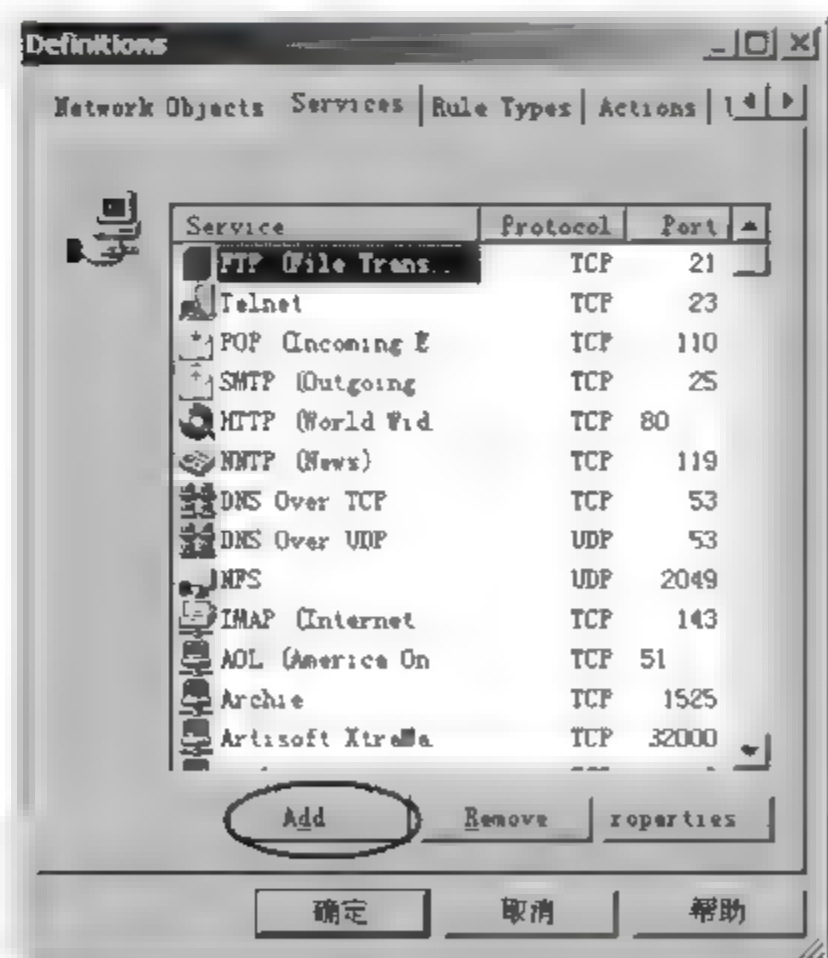 Definitions
Network Objects Services Rule Types Actions
Service Protocol Port
FTP (File Trans.. TCP 21
Telnet TCP 23
POP (Incoming E TCP 110
SMTP (Outgoing TCP 25
HTTP (World Wid TCP 80
NNTP (News) TCP 119
DNS Over TCP TCP 53
DNS Over UDP UDP 53
NFS UDP 2049
IMAP (Internet TCP 143
AOL (America On TCP 51
Archie TCP 1525
Artisoft XtraMa TCP 32000
Add Remove roperties
确定 取消 帮助